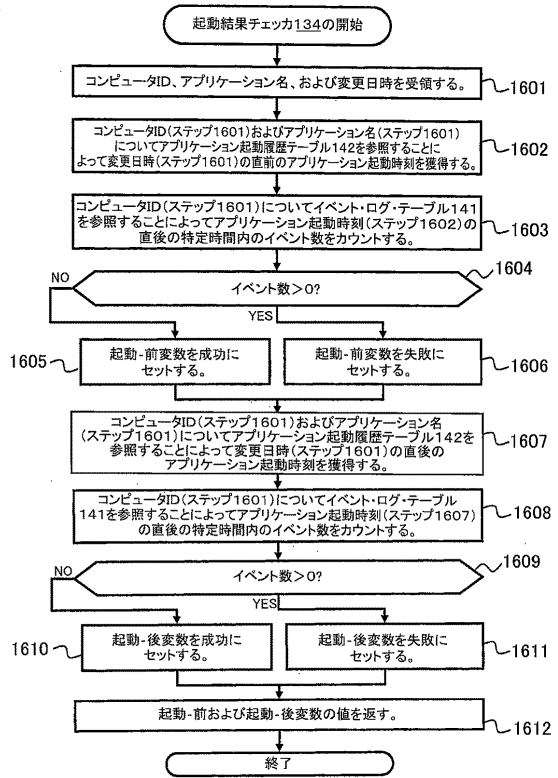 起動結果チェッカ134の開始
コンピュータID、アプリケーション名、および変更日時を受領する。
1601
コンピュータID(ステップ1601)およびアプリケーション名(ステップ1601)
についてアプリケーション起動履歴テーブル142を参照することに
よって変更日時(ステップ1601)の直前のアプリケーション起動時刻を獲得する。
1602
コンピュータID(ステップ1601)についてイベント・ログ・テーブル141
を参照することによってアプリケーション起動時刻(ステップ1602)の
直後の特定時間内のイベント数をカウントする。
1603
1604
イベント数>0?
NO
YES
1605
起動-前変数を成功に
セットする。
起動-前変数を失敗に
セットする。
1606
コンピュータID(ステップ1601)およびアプリケーション名
(ステップ1601)についてアプリケーション起動履歴テーブル142を
参照することによって変更日時(ステップ1601)の直後の
アプリケーション起動時刻を獲得する。
1607
コンピュータID(ステップ1601)についてイベント・ログ・テーブル
141を参照することによってアプリケーション起動時刻(ステップ1607)
の直後の特定時間内のイベント数をカウントする。
1608
1609
イベント数>0?
NO
YES
1610
起動-後変数を成功に
セットする。
起動-後変数を失敗に
セットする。
1611
起動-前および起動-後変数の値を返す。
1612
終了